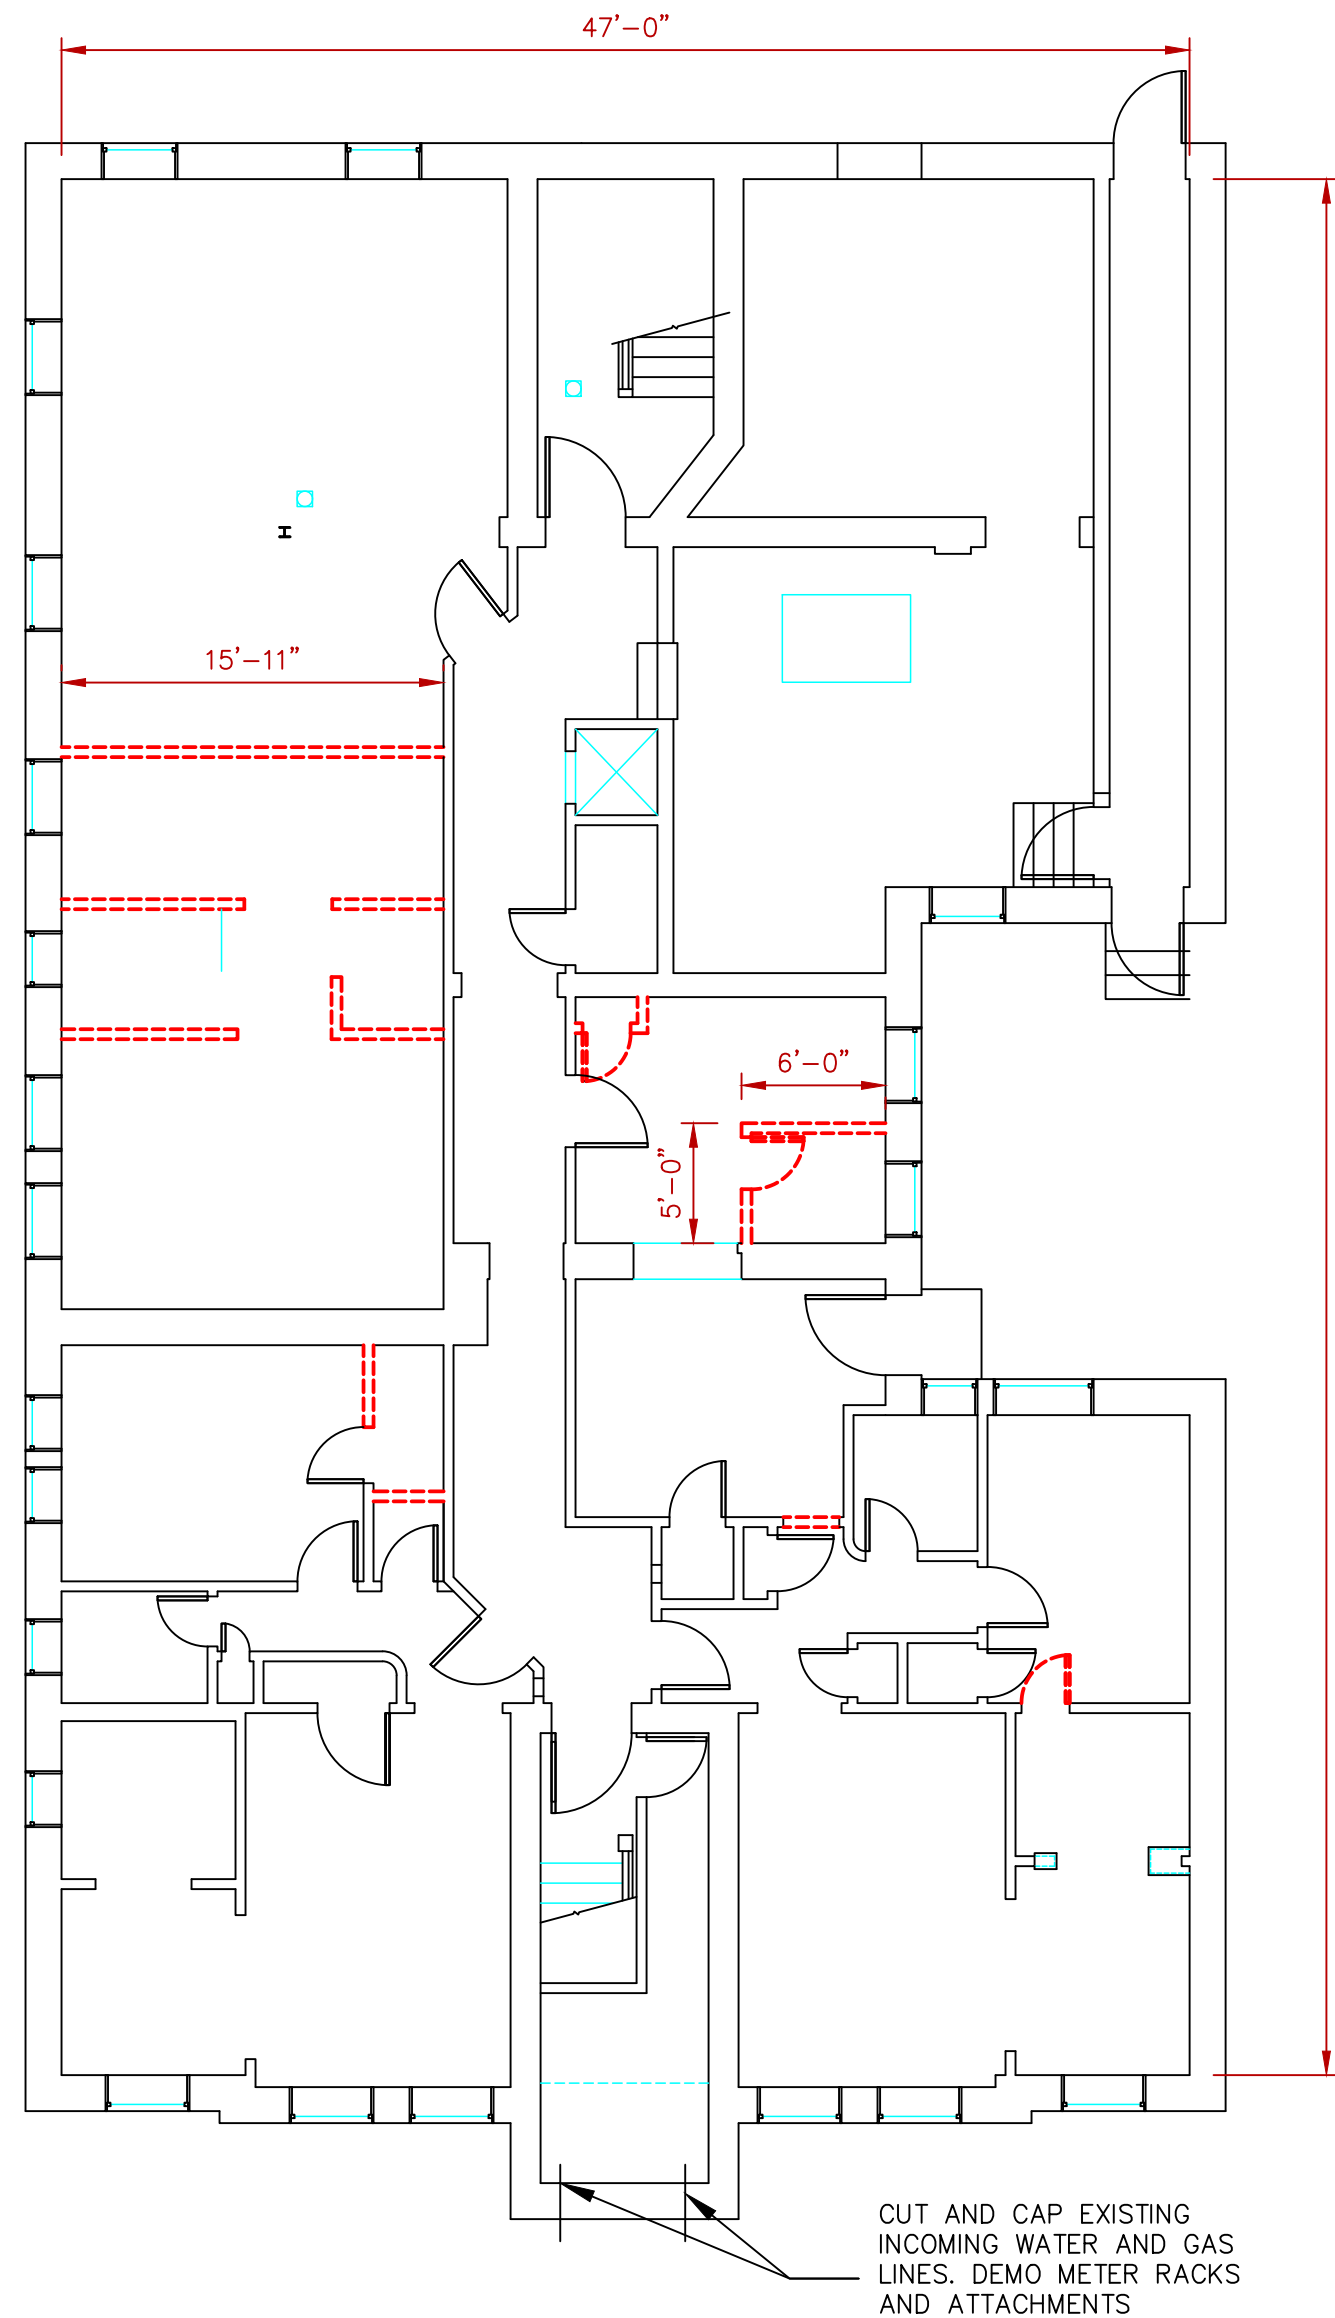 47'-0"
H
15'-11"
6'-0"
5'-0"
CUT AND CAP EXISTING
INCOMING WATER AND GAS
LINES. DEMO METER RACKS
AND ATTACHMENTS